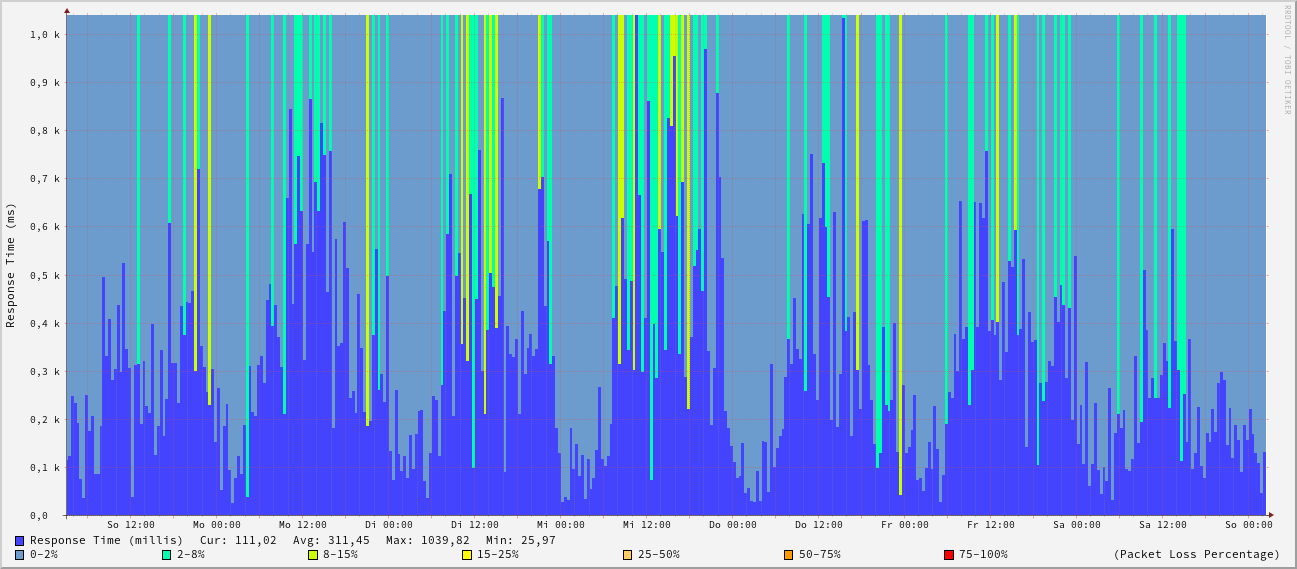 RRDTOOL / TOBI OETIKER
Response Time (ms)
1,0 k
0,9 k
0,8 k
0,7 k
0,6 k
0,5 k
0,4 k
0,3 k
0,2 k
0,1 k
0,0
So 12:00 Mo 00:00 Mo 12:00 Di 00:00 Di 12:00 Mi 00:00 Mi 12:00 Do 00:00 Do 12:00 Fr 00:00 Fr 12:00 Sa 00:00 Sa 12:00 So 00:00
Response Time (millis) Cur: 111,02 Avg: 311,45 Max: 1039,82 Min: 25,97
0-2% 2-8% 8-15% 15-25% 25-50% 50-75% 75-100% (Packet Loss Percentage)